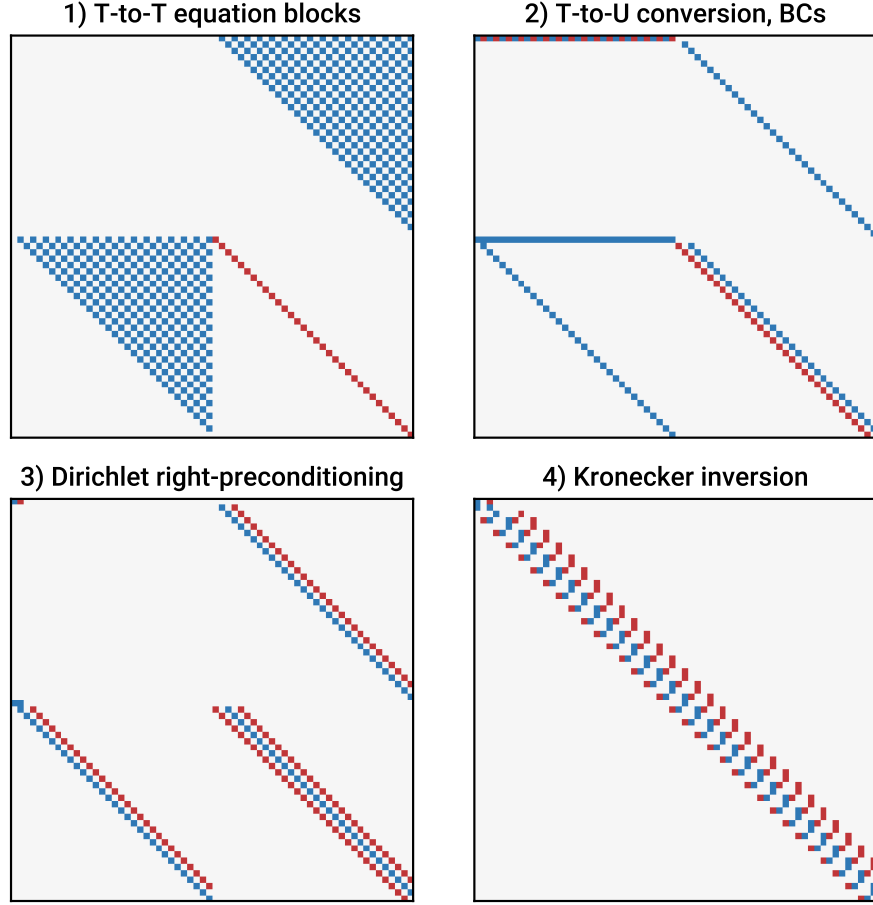 1) T-to-T equation blocks
2) T-to-U conversion, BCs
3) Dirichlet right-preconditioning
4) Kronecker inversion